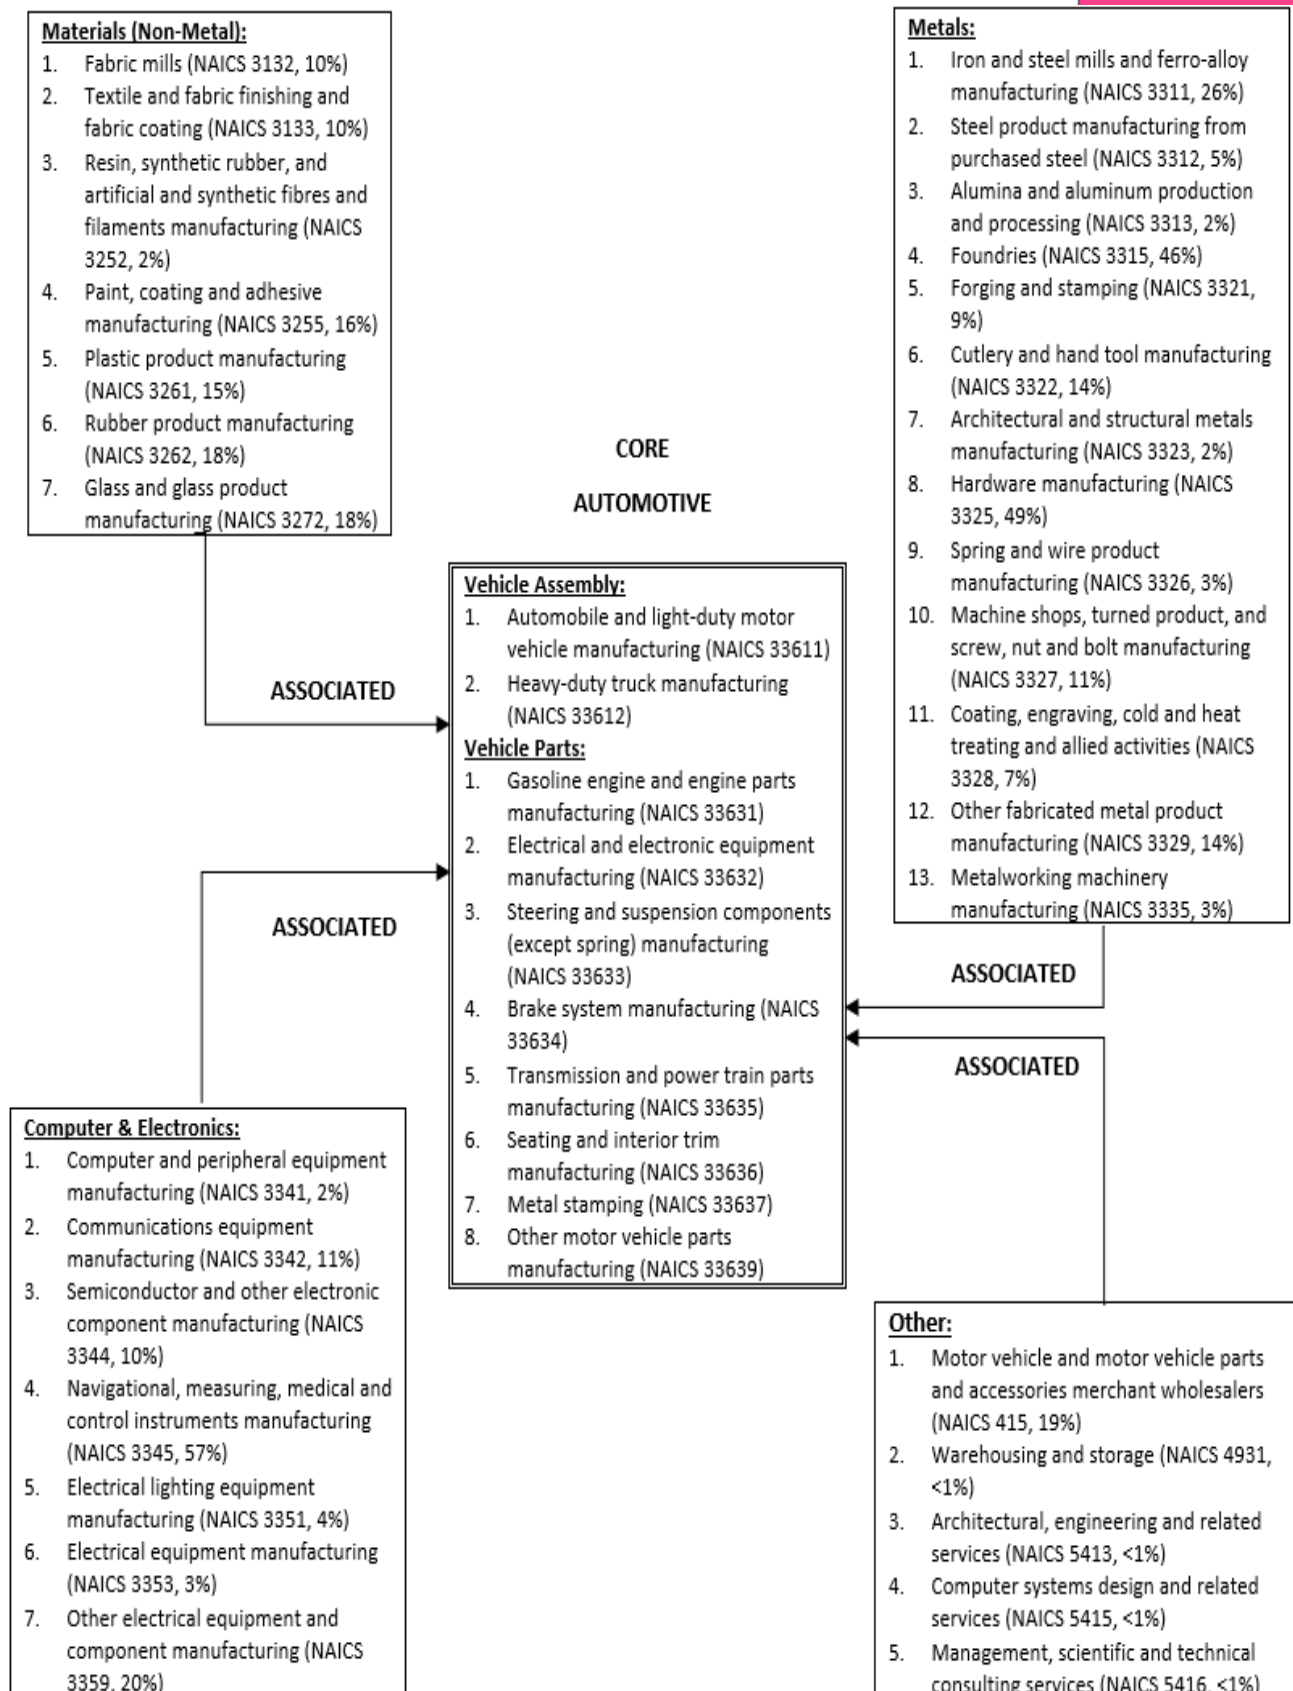 Materials (Non-Metal):
1. Fabric mills (NAICS 3132, 10%)
2. Textile and fabric finishing and
fabric coating (NAICS 3133, 10%)
3. Resin, synthetic rubber, and
artificial and synthetic fibres and
filaments manufacturing (NAICS
3252, 2%)
4. Paint, coating and adhesive
manufacturing (NAICS 3255, 16%)
5. Plastic product manufacturing
(NAICS 3261, 15%)
6. Rubber product manufacturing
(NAICS 3262, 18%)
7. Glass and glass product
manufacturing (NAICS 3272, 18%)
Metals:
1. Iron and steel mills and ferro-alloy
manufacturing (NAICS 3311, 26%)
2. Steel product manufacturing from
purchased steel (NAICS 3312, 5%)
3. Alumina and aluminum production
and processing (NAICS 3313, 2%)
4. Foundries (NAICS 3315, 46%)
5. Forging and stamping (NAICS 3321,
9%)
6. Cutlery and hand tool manufacturing
(NAICS 3322, 14%)
7. Architectural and structural metals
manufacturing (NAICS 3323, 2%)
8. Hardware manufacturing (NAICS
3325, 49%)
9. Spring and wire product
manufacturing (NAICS 3326, 3%)
10. Machine shops, turned product, and
screw, nut and bolt manufacturing
(NAICS 3327, 11%)
11. Coating, engraving, cold and heat
treating and allied activities (NAICS
3328, 7%)
12. Other fabricated metal product
manufacturing (NAICS 3329, 14%)
13. Metalworking machinery
manufacturing (NAICS 3335, 3%)
CORE
AUTOMOTIVE
Vehicle Assembly:
1. Automobile and light-duty motor
vehicle manufacturing (NAICS 33611)
2. Heavy-duty truck manufacturing
(NAICS 33612)
Vehicle Parts:
1. Gasoline engine and engine parts
manufacturing (NAICS 33631)
2. Electrical and electronic equipment
manufacturing (NAICS 33632)
3. Steering and suspension components
(except spring) manufacturing
(NAICS 33633)
4. Brake system manufacturing (NAICS
33634)
5. Transmission and power train parts
manufacturing (NAICS 33635)
6. Seating and interior trim
manufacturing (NAICS 33636)
7. Metal stamping (NAICS 33637)
8. Other motor vehicle parts
manufacturing (NAICS 33639)
ASSOCIATED
ASSOCIATED
ASSOCIATED
ASSOCIATED
Computer & Electronics:
1. Computer and peripheral equipment
manufacturing (NAICS 3341, 2%)
2. Communications equipment
manufacturing (NAICS 3342, 11%)
3. Semiconductor and other electronic
component manufacturing (NAICS
3344, 10%)
4. Navigational, measuring, medical and
control instruments manufacturing
(NAICS 3345, 57%)
5. Electrical lighting equipment
manufacturing (NAICS 3351, 4%)
6. Electrical equipment manufacturing
(NAICS 3353, 3%)
7. Other electrical equipment and
component manufacturing (NAICS
3359, 20%)
Other:
1. Motor vehicle and motor vehicle parts
and accessories merchant wholesalers
(NAICS 415, 19%)
2. Warehousing and storage (NAICS 4931,
<1%)
3. Architectural, engineering and related
services (NAICS 5413, <1%)
4. Computer systems design and related
services (NAICS 5415, <1%)
5. Management, scientific and technical
consulting services (NAICS 5416, <1%)